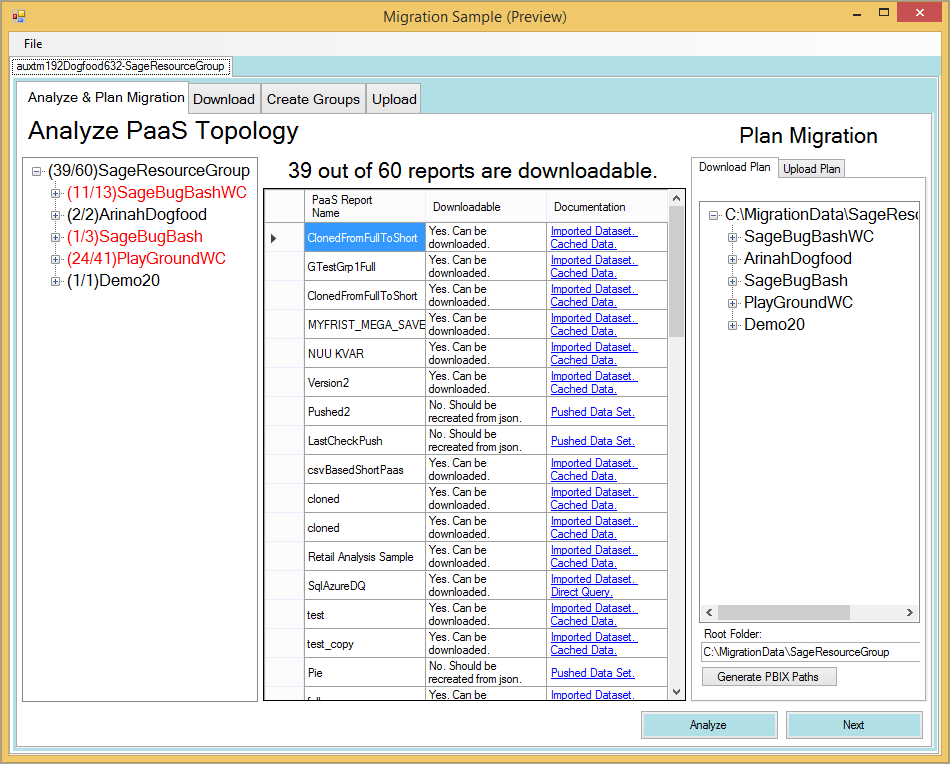 Migration Sample (Preview)
File
auxtm192Dogfood632-SageResourceGroup
Analyze & Plan Migration
Download
Create Groups
Upload
Analyze PaaS Topology
(39/60)SageResourceGroup
(11/13)SageBugBashWC
(2/2)ArinahDogfood
(1/3)SageBugBash
(24/41)PlayGroundWC
(1/1)Demo20
39 out of 60 reports are downloadable.
PaaS Report
Name
Downloadable
Documentation
ClonedFromFullToShort
Yes. Can be
downloaded.
Imported Dataset.
Cached Data.
GTestGrp1Full
Yes. Can be
downloaded.
Imported Dataset.
Cached Data.
ClonedFromFullToShort
Yes. Can be
downloaded.
Imported Dataset.
Cached Data.
MYFRIST_MEGA_SAVE
Yes. Can be
downloaded.
Imported Dataset.
Cached Data.
NUU KVAR
Yes. Can be
downloaded.
Imported Dataset.
Cached Data.
Version2
Yes. Can be
downloaded.
Imported Dataset.
Cached Data.
Pushed2
No. Should be
recreated from json.
Pushed Data Set.
LastCheckPush
No. Should be
recreated from json.
Pushed Data Set.
csvBasedShortPaas
Yes. Can be
downloaded.
Imported Dataset.
Cached Data.
cloned
Yes. Can be
downloaded.
Imported Dataset.
Cached Data.
cloned
Yes. Can be
downloaded.
Imported Dataset.
Cached Data.
Retail Analysis Sample
Yes. Can be
downloaded.
Imported Dataset.
Cached Data.
SqlAzureDQ
Yes. Can be
downloaded.
Imported Dataset.
Direct Query.
test
Yes. Can be
downloaded.
Imported Dataset.
Cached Data.
test_copy
Yes. Can be
downloaded.
Imported Dataset.
Cached Data.
Pie
No. Should be
recreated from json.
Pushed Data Set.
Yes. Can be
Imported Dataset.
Plan Migration
Download Plan
Upload Plan
C:\MigrationData\SageReso
SageBugBashWC
ArinahDogfood
SageBugBash
PlayGroundWC
Demo20
Root Folder:
C:\MigrationData\SageResourceGroup
Generate PBIX Paths
Analyze
Next